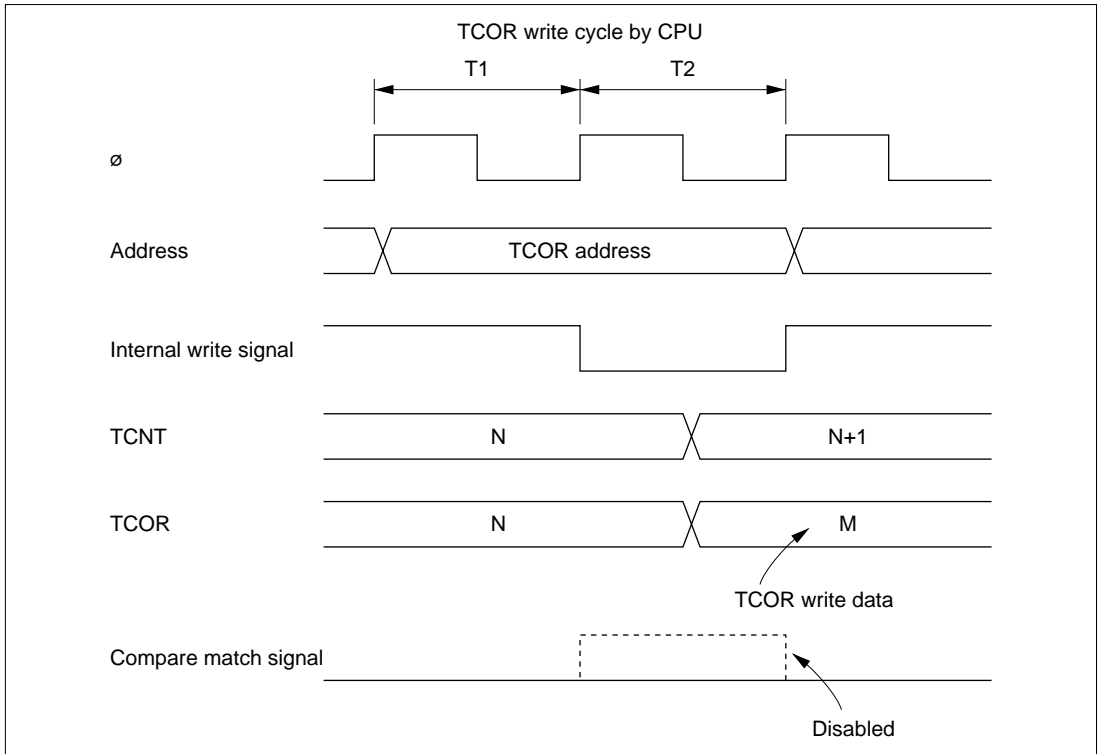 TCOR write cycle by CPU
T1 T2
ø
Address TCOR address
Internal write signal
TCNT N N+1
TCOR N M
TCOR write data
Compare match signal
Disabled